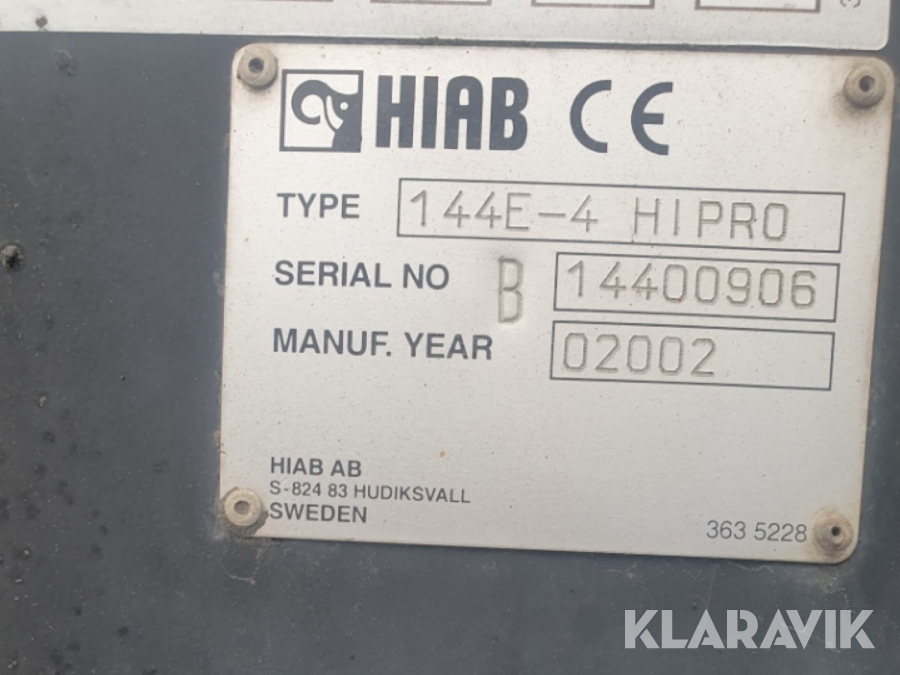 HIAB CE
TYPE 144E-4 HIPRO
SERIAL NO B 14400906
MANUF. YEAR 02002
HIAB AB
S-824 83 HUDIKSVALL
SWEDEN
363 5228
KLARAVIK